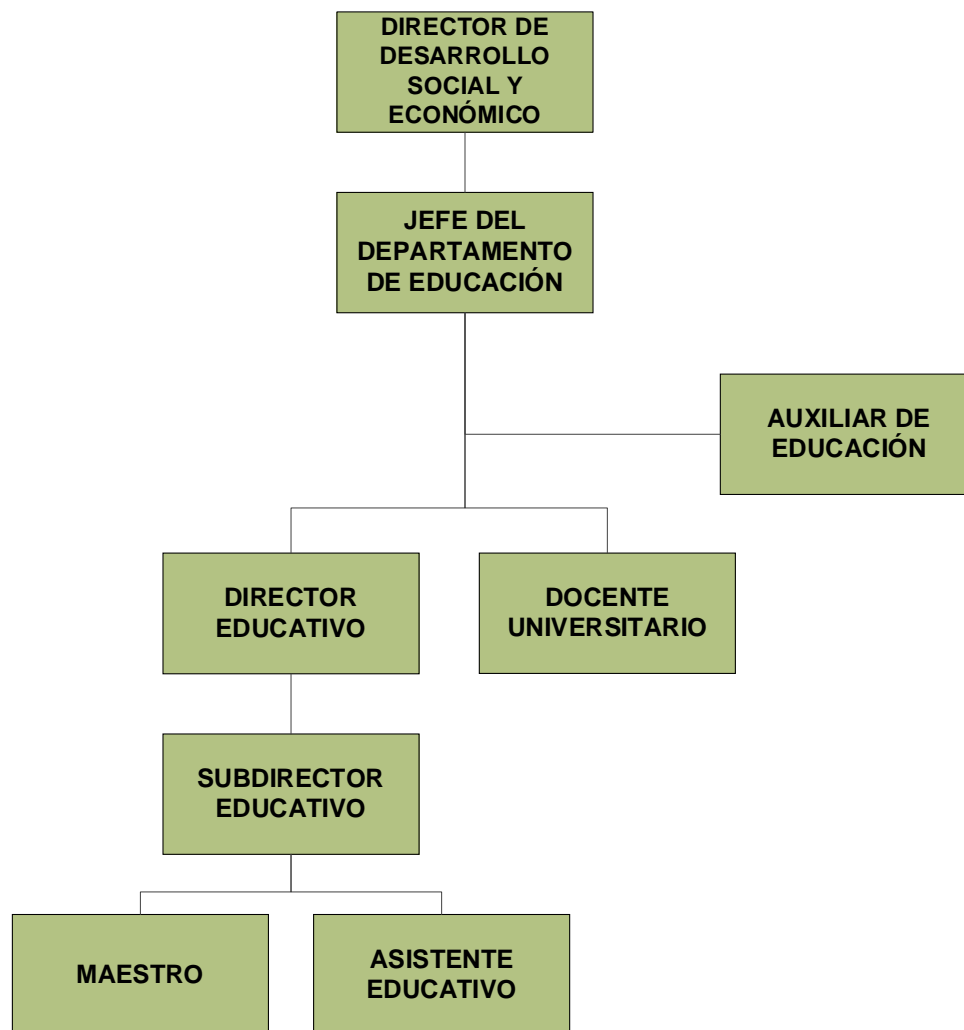 DIRECTOR DE
DESARROLLO
SOCIAL Y
ECONÓMICO
JEFE DEL
DEPARTAMENTO
DE EDUCACIÓN
AUXILIAR DE
EDUCACIÓN
DIRECTOR
EDUCATIVO
DOCENTE
UNIVERSITARIO
SUBDIRECTOR
EDUCATIVO
MAESTRO
ASISTENTE
EDUCATIVO